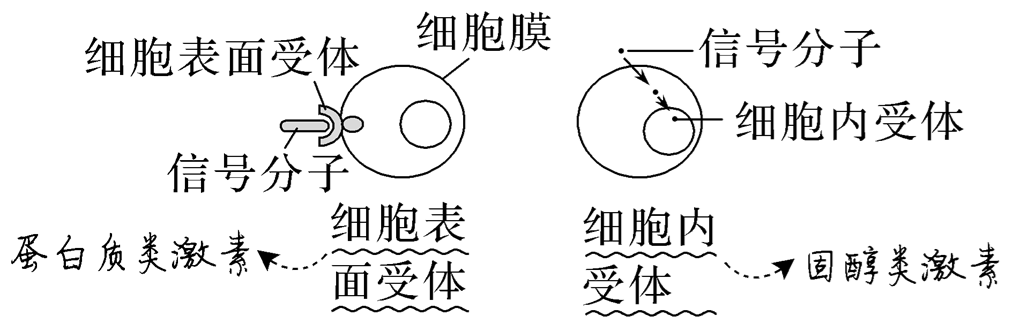 细胞膜
细胞表面受体
信号分子
信号分子
细胞内受体
细胞表
面受体
蛋白质类激素
细胞内
受体
固醇类激素